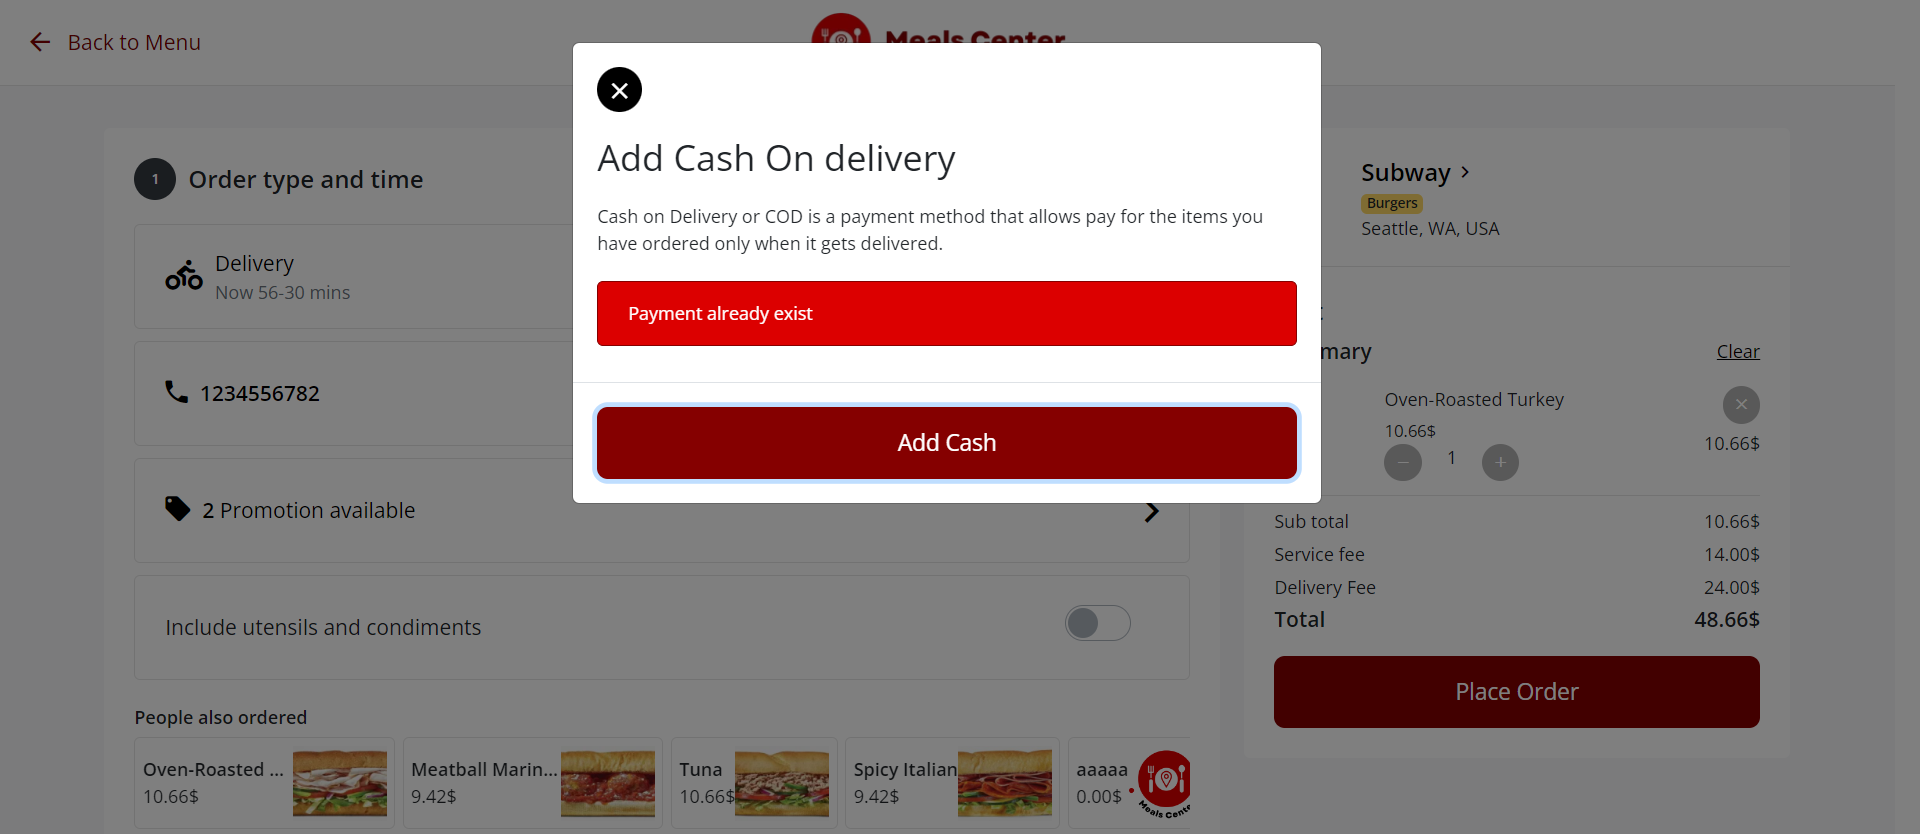 Back to Menu
Meals Center
Add Cash On delivery
Cash on Delivery or COD is a payment method that allows pay for the items you
have ordered only when it gets delivered.
Payment already exist
Add Cash
1
Order type and time
Delivery
Now 56-30 mins
1234556782
2 Promotion available
Include utensils and condiments
People also ordered
Oven-Roasted ...
10.66$
Meatball Marin...
9.42$
Tuna
10.66$
Spicy Italian
9.42$
aaaaa
0.00$
Meals Cente
Subway
Burgers
Seattle, WA, USA
mary
Clear
Oven-Roasted Turkey
10.66$
1
10.66$
Sub total 10.66$
Service fee 14.00$
Delivery Fee 24.00$
Total 48.66$
Place Order